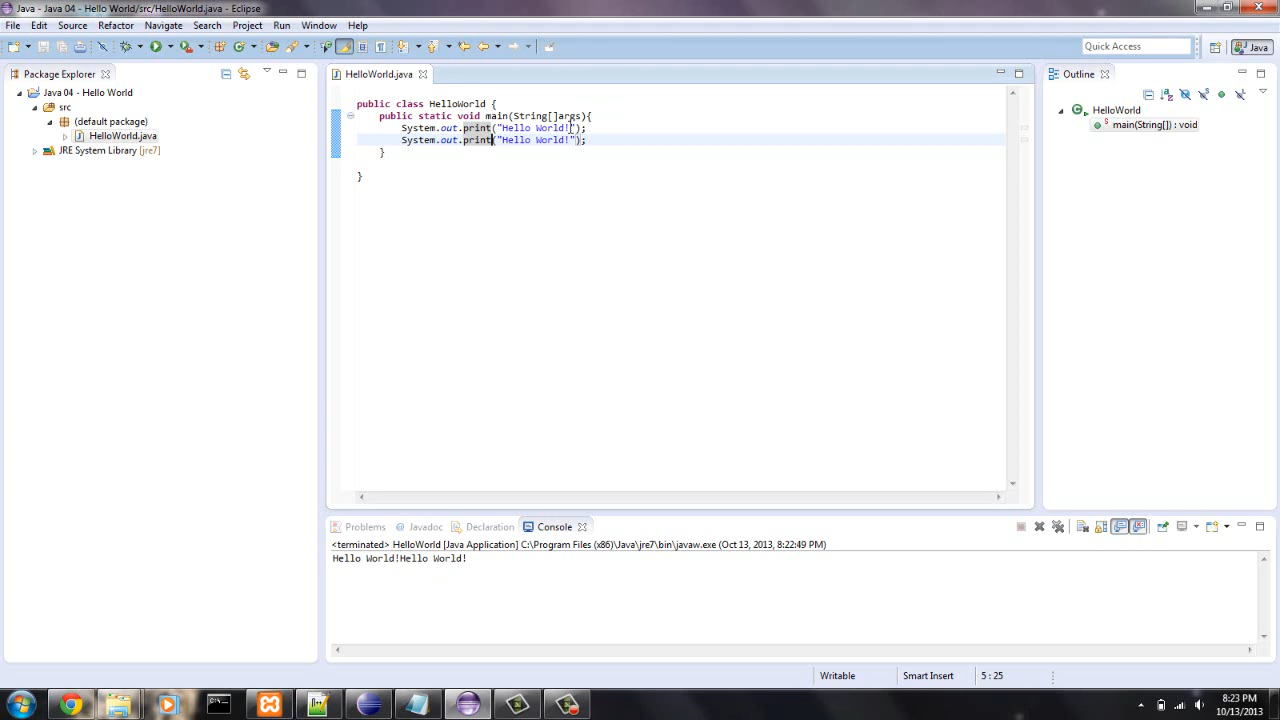 Java - Java 04 - Hello World/src/HelloWorld.java - Eclipse
File Edit Source Refactor Navigate Search Project Run Window Help
Quick Access
Java
Package Explorer
Java 04 - Hello World
src
(default package)
HelloWorld.java
JRE System Library [jre7]
HelloWorld.java
public class HelloWorld {
public static void main(String[]args){
System.out.print("Hello World!");
System.out.print("Hello World!");
}
}
Outline
HelloWorld
main(String[]) : void
Problems Javadoc Declaration Console
<terminated> HelloWorld [Java Application] C:\Program Files (x86)\Java\jre7\bin\javaw.exe (Oct 13, 2013, 8:22:49 PM)
Hello World!Hello World!
Writable Smart Insert 5 : 25
8:23 PM
10/13/2013